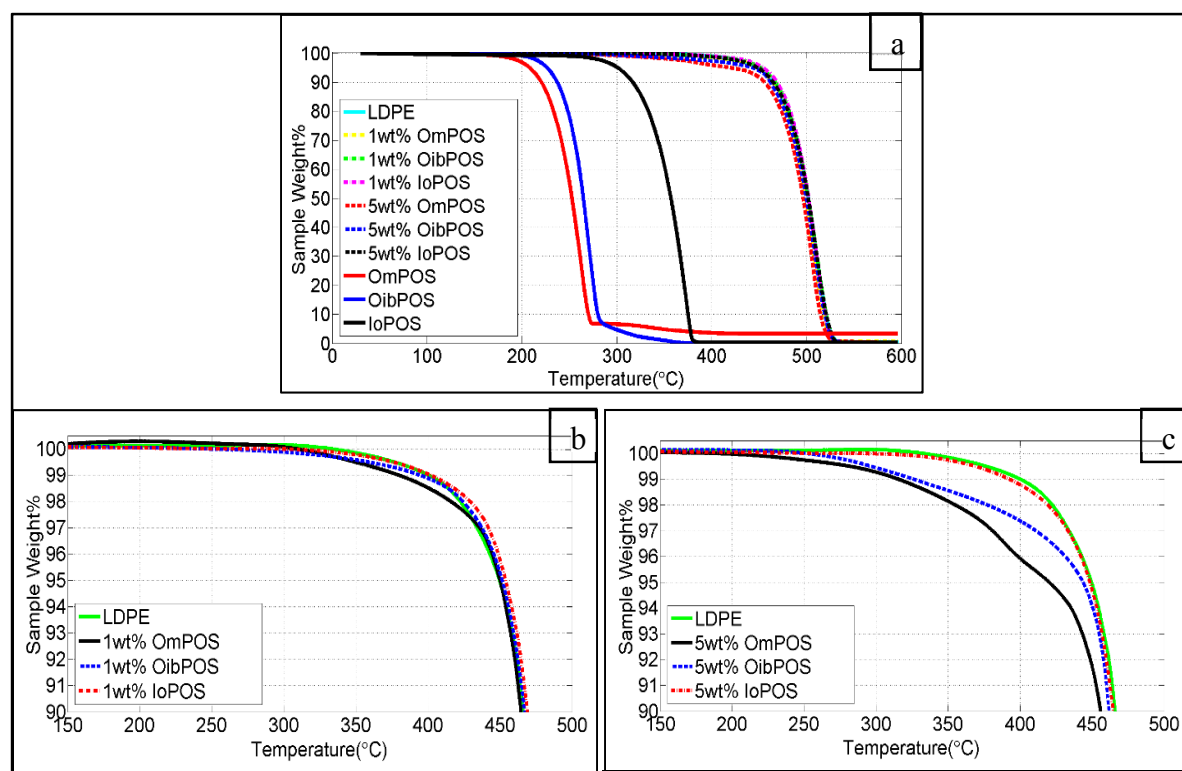 a
100
90
80
70
60
50
40
30
20
10
0
Sample Weight%
LDPE
1wt% OmPOS
1wt% OibPOS
1wt% IoPOS
5wt% OmPOS
5wt% OibPOS
5wt% IoPOS
OmPOS
OibPOS
IoPOS
0 100 200 300 400 500 600
Temperature(°C)
b
100
99
98
97
96
95
94
93
92
91
90
Sample Weight%
LDPE
1wt% OmPOS
1wt% OibPOS
1wt% IoPOS
150 200 250 300 350 400 450 500
Temperature(°C)
c
100
99
98
97
96
95
94
93
92
91
90
Sample Weight%
LDPE
5wt% OmPOS
5wt% OibPOS
5wt% IoPOS
150 200 250 300 350 400 450 500
Temperature(°C)